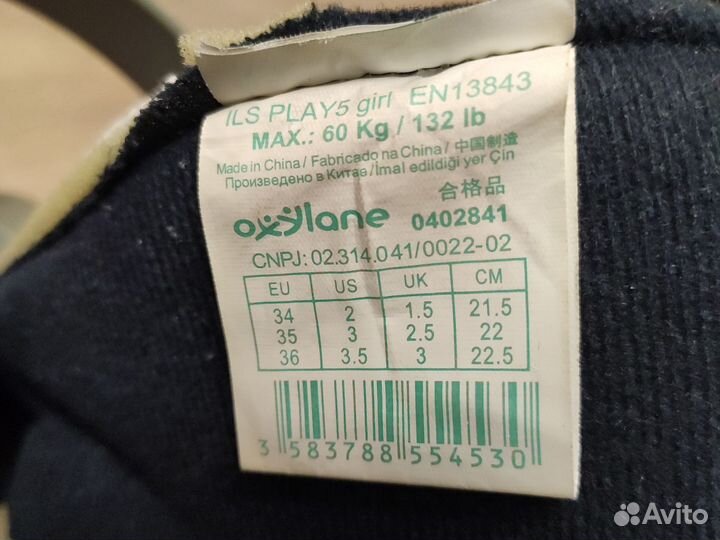 ILS PLAY5 girl EN13843
MAX.: 60 Kg / 132 lb
Made in China / Fabricado na China / 中国制造
Произведено в Китае /İmal edildiği yer Çin
合格品
oxylane 0402841
CNPJ: 02.314.041/0022-02
EU US UK CM
34 2 1.5 21.5
35 3 2.5 22
36 3.5 3 22.5
3 583788 554530
Avito